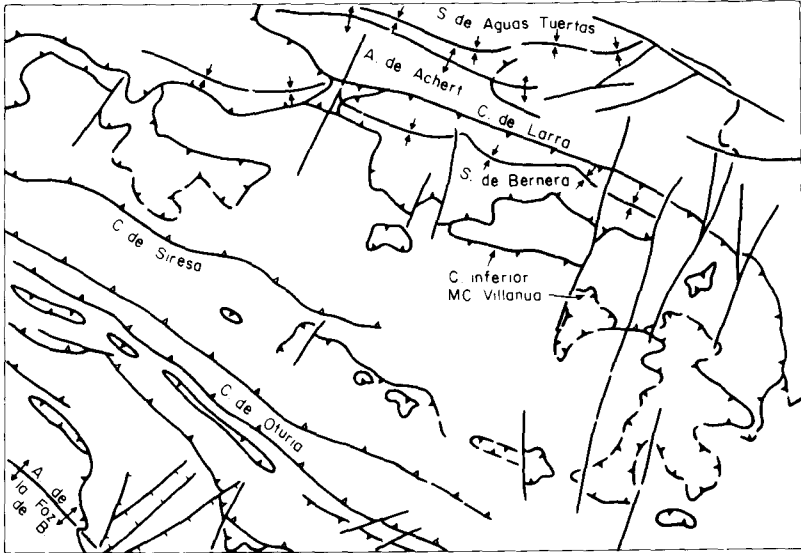 S. de Aguas Tuertas
A. de Achert
C. de Larra
S. de Bernera
C. de Siresa
C. inferior
MC Villanua
C. de Oturia
A. de
la Foz
de B.